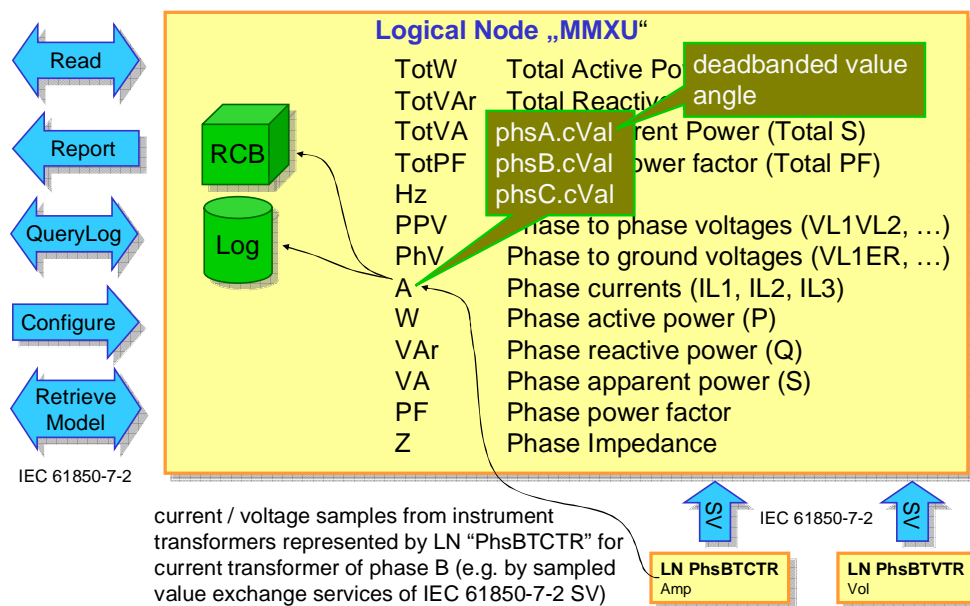 Logical Node „MMXU“
Read
Report
QueryLog
Configure
Retrieve
Model
IEC 61850-7-2
RCB
Log
TotW Total Active Po
TotVAr Total Reactive
TotVA rent Power (Total S)
TotPF ower factor (Total PF)
Hz
PPV Phase to phase voltages (VL1VL2, …)
PhV Phase to ground voltages (VL1ER, …)
A Phase currents (IL1, IL2, IL3)
W Phase active power (P)
VAr Phase reactive power (Q)
VA Phase apparent power (S)
PF Phase power factor
Z Phase Impedance
deadbanded value
angle
phsA.cVal
phsB.cVal
phsC.cVal
current / voltage samples from instrument
transformers represented by LN “PhsBTCTR” for
current transformer of phase B (e.g. by sampled
value exchange services of IEC 61850-7-2 SV)
SV
IEC 61850-7-2
SV
LN PhsBTCTR
Amp
LN PhsBTVTR
Vol